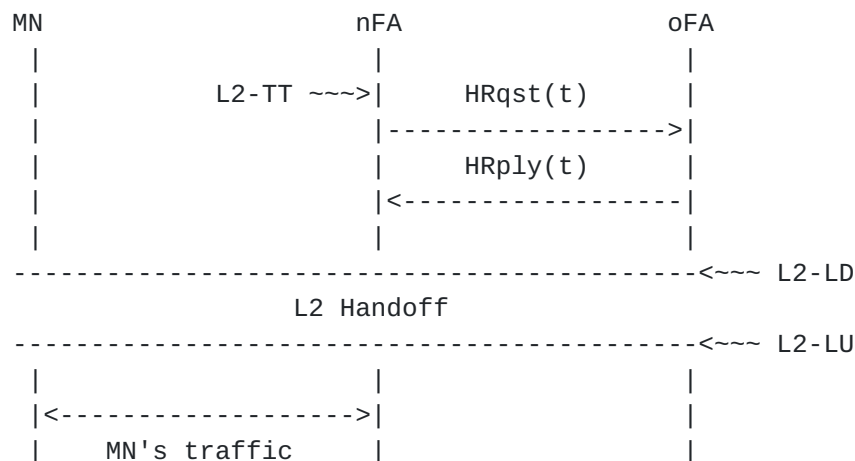 MN nFA oFA
L2-TT ~~~> HRqst(t)
HRply(t)
<~~~ L2-LD
L2 Handoff
<~~~ L2-LU
MN's traffic